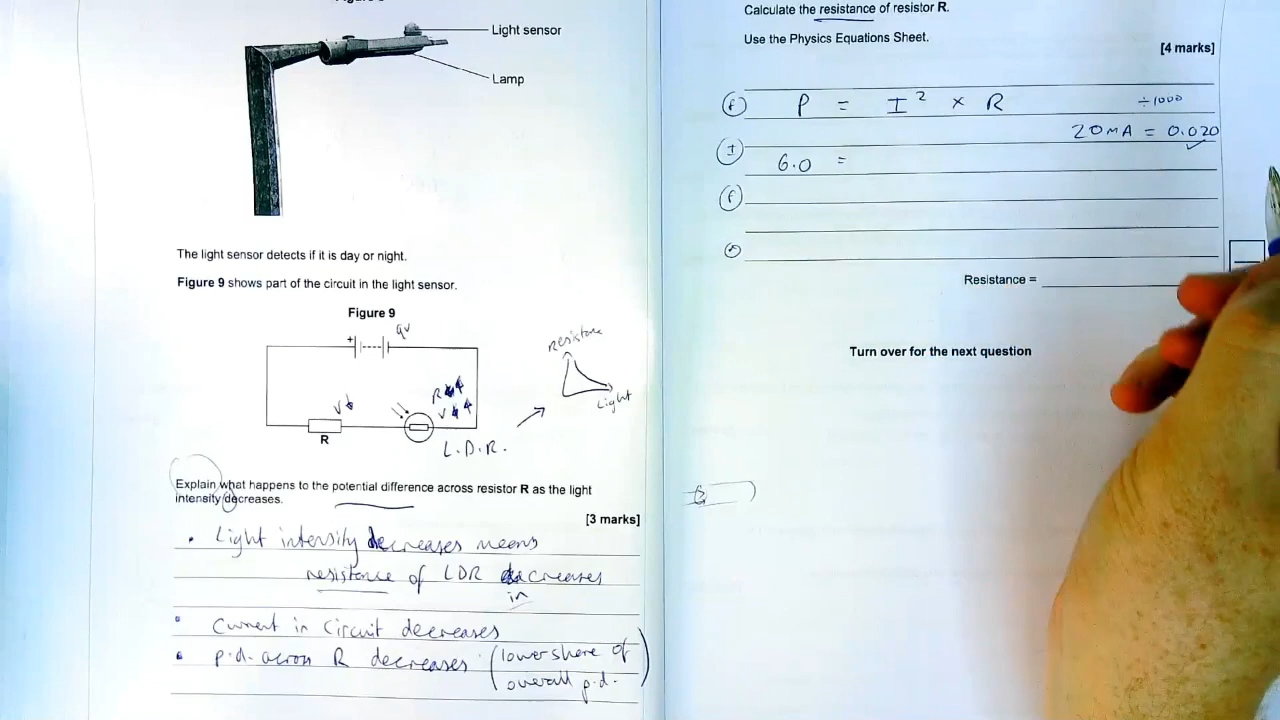 Light sensor
Lamp
The light sensor detects if it is day or night.
Figure 9 shows part of the circuit in the light sensor.
Figure 9
+
9v
V
R
V
R
L.D.R.
resistance
Light
Explain what happens to the potential difference across resistor R as the light
intensity decreases.
[3 marks]
• Light intensity decreases means
resistance of LDR increases
• Current in circuit decreases
• p.d. across R decreases (lower share of
overall p.d.)
Calculate the resistance of resistor R.
Use the Physics Equations Sheet.
[4 marks]
P = I² × R
÷1000
20mA = 0.020
I
6.0 =
Resistance =
Turn over for the next question